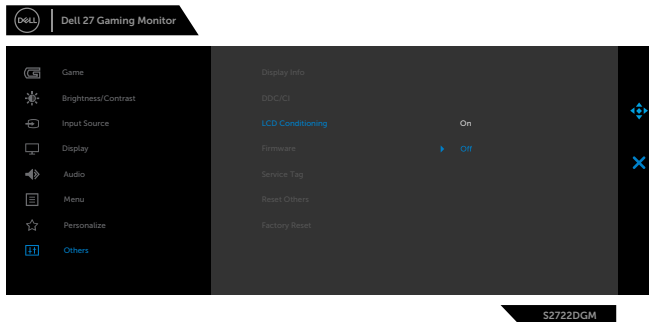 DELL
Dell 27 Gaming Monitor
Game
Display Info
Brightness/Contrast
DDC/CI
Input Source
LCD Conditioning
On
Display
Firmware
Off
Audio
Service Tag
Menu
Reset Others
Personalize
Factory Reset
Others
S2722DGM